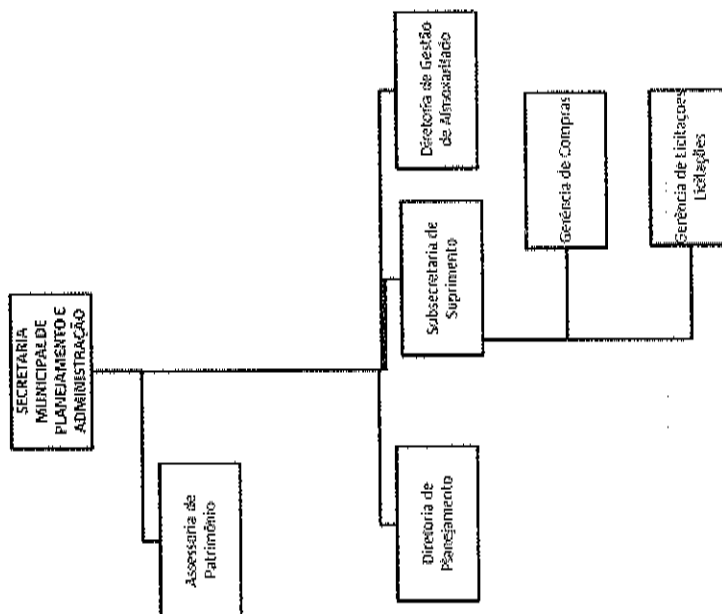 SECRETARIA
MUNICIPAL DE
PLANEJAMENTO E
ADMINISTRAÇÃO
Assessoria de
Patrimônio
Diretoria de
Planejamento
Subsecretaria de
Suprimento
Diretoria de Gestão
de Almoxarifado
Gerência de Compras
Gerência de Licitações
Licitações